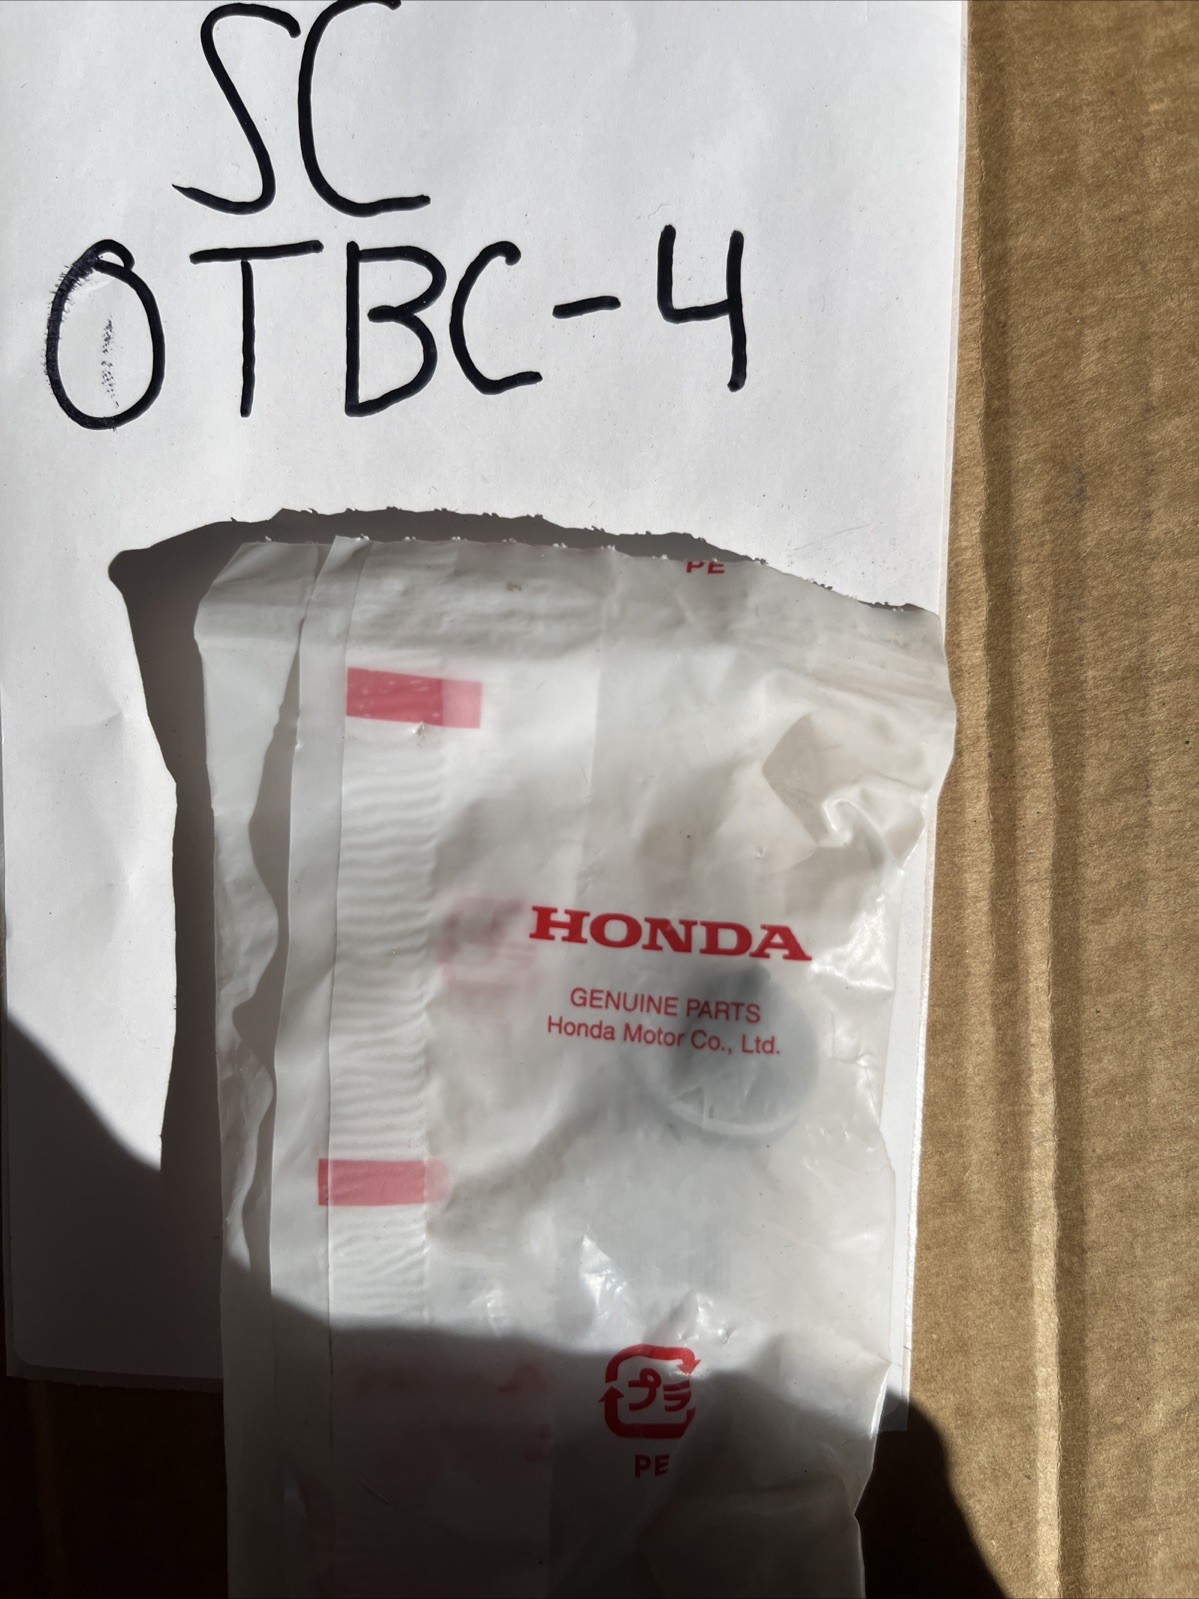 SC
OTBC-4
PE
HONDA
GENUINE PARTS
Honda Motor Co., Ltd.
プラ
PE